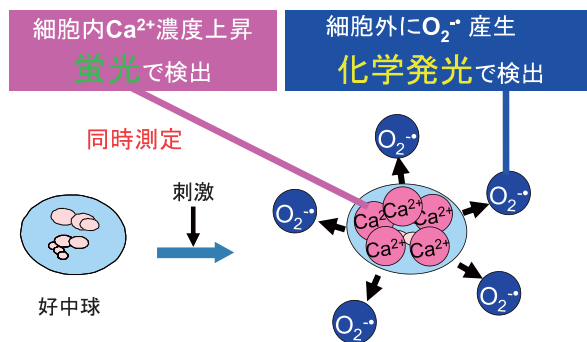 細胞内Ca²⁺濃度上昇
蛍光で検出
細胞外にO₂⁻• 産生
化学発光で検出
同時測定
刺激
好中球
O₂⁻•
O₂⁻•
O₂⁻•
O₂⁻•
O₂⁻•
Ca²⁺
Ca²⁺
Ca²⁺
Ca²⁺
Ca²⁺